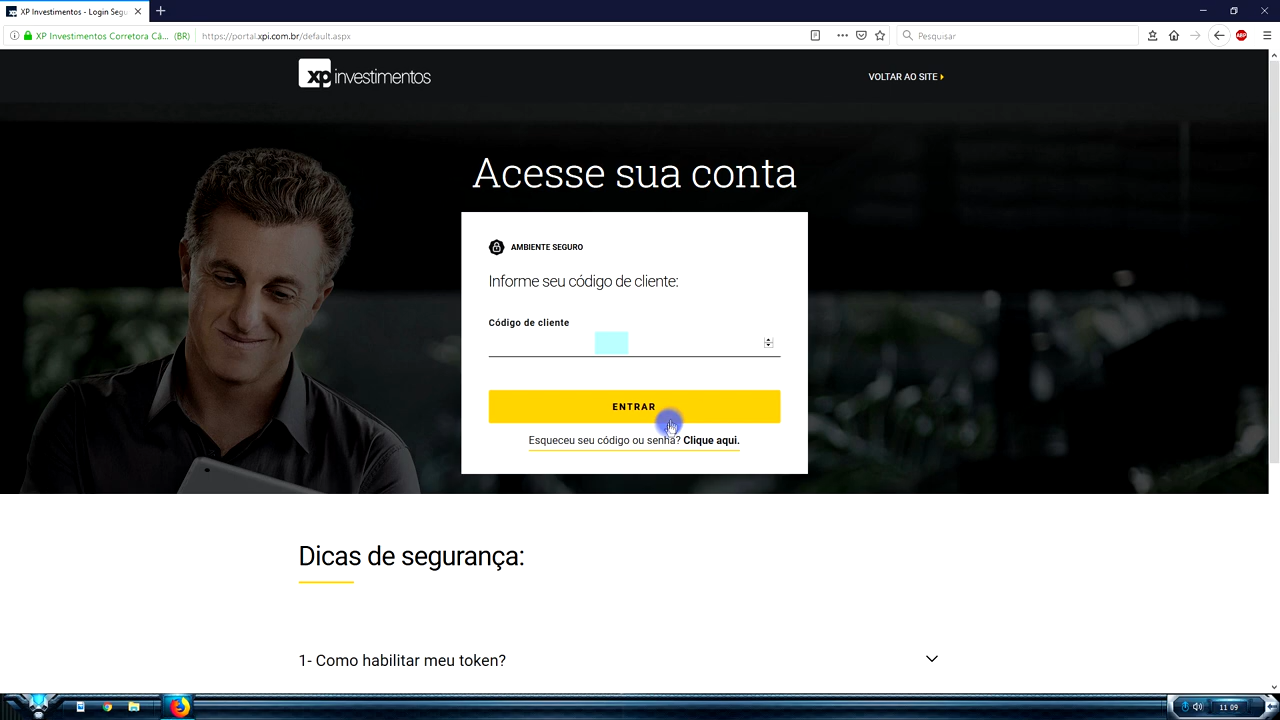 XP Investimentos - Login Segu
XP Investimentos Corretora Câ... (BR)
https://portal.xpi.com.br/default.aspx
Pesquisar
ABP
xp investimentos
VOLTAR AO SITE
Acesse sua conta
AMBIENTE SEGURO
Informe seu código de cliente:
Código de cliente
ENTRAR
Esqueceu seu código ou senha? Clique aqui.
Dicas de segurança:
1- Como habilitar meu token?
11 09